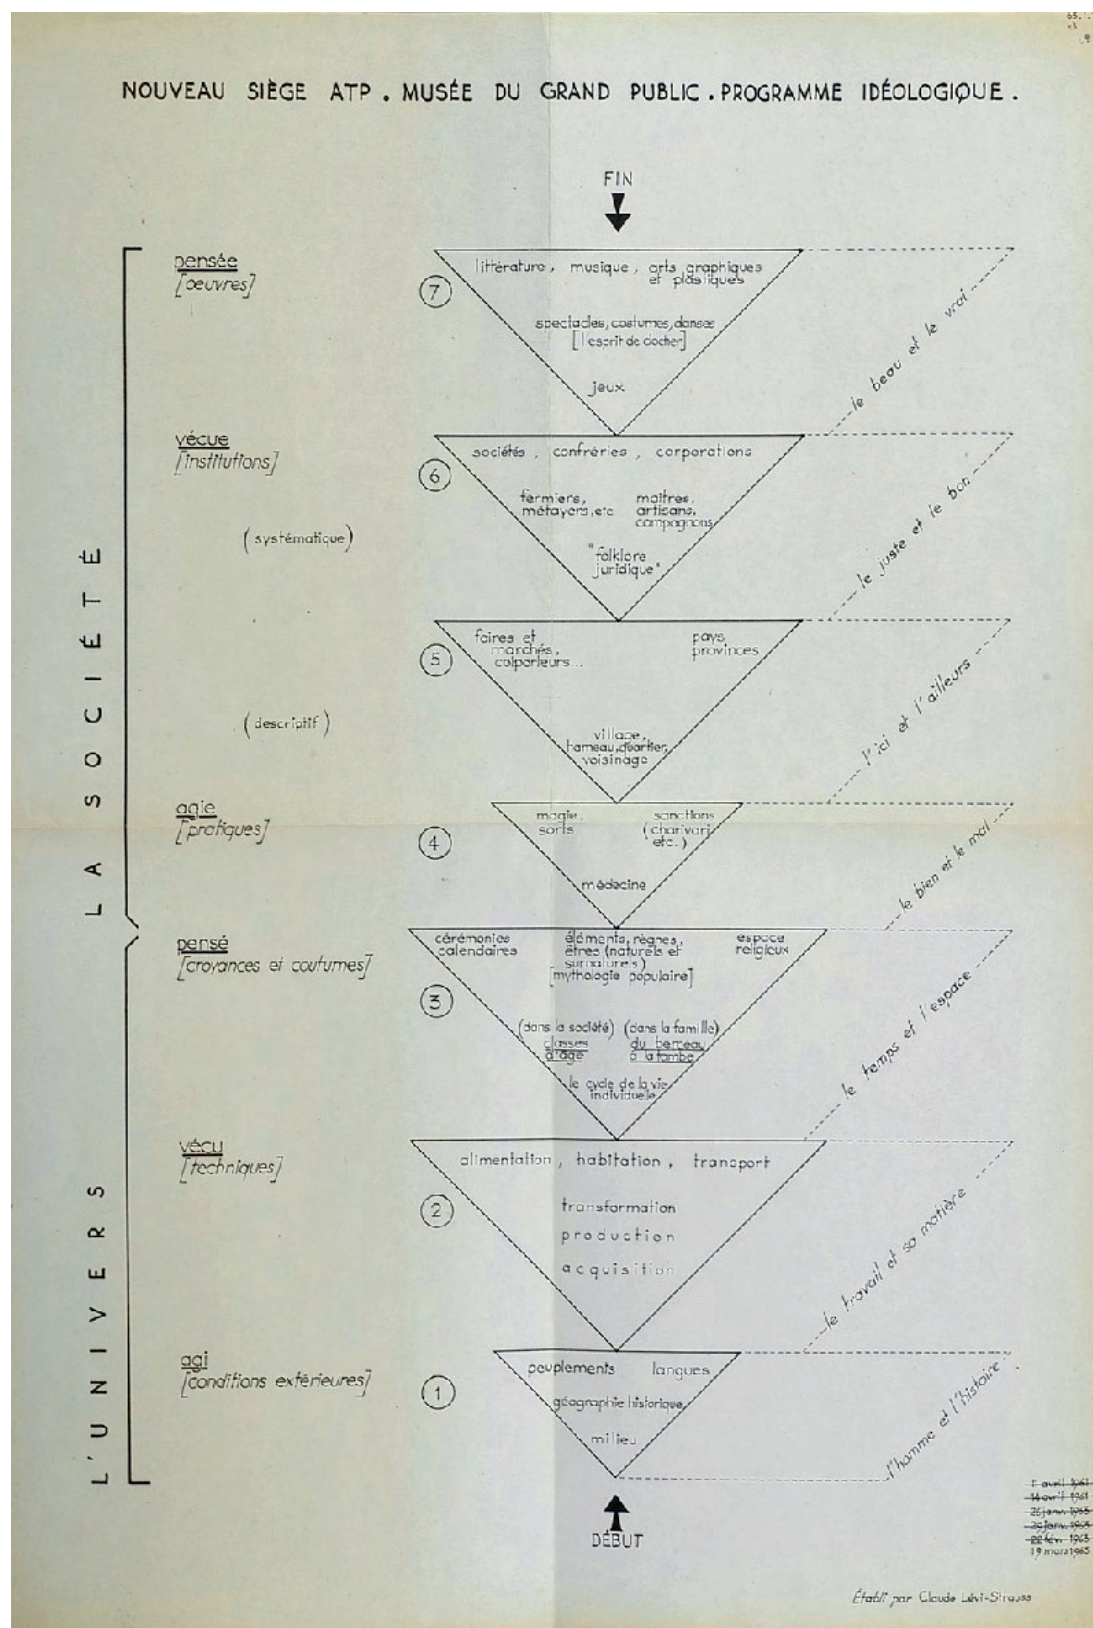 NOUVEAU SIÈGE ATP . MUSÉE DU GRAND PUBLIC . PROGRAMME IDÉOLOGIQUE .
FIN
LA SOCIÉTÉ
pensée
[oeuvres]
7
littérature, musique, arts graphiques
et plastiques
spectacles, costumes, danses
[l'esprit de clocher]
jeux
le beau et le vrai
vécue
[institutions]
6
sociétés, confréries, corporations
fermiers,
métayers, etc
maîtres,
artisans,
compagnons
"folklore
juridique"
le juste et le bon
(systématique)
5
foires et
marchés,
colporteurs...
pays
provinces
village,
hameau, quartier,
voisinage
l'ici et l'ailleurs
(descriptif)
agie
[pratiques]
4
magie,
sorts
sanctions
(charivari
etc.)
médecine
le bien et le mal
L'UNIVERS
pensé
[croyances et coutumes]
3
cérémonies
calendaires
éléments, règnes,
êtres (naturels et
surnaturels)
[mythologie populaire]
espace
religieux
(dans la société) (dans la famille)
classes
d'âge
du berceau
à la tombe
le cycle de la vie
individuelle
le temps et l'espace
vécu
[techniques]
2
alimentation, habitation, transport
transformation
production
acquisition
le travail et sa matière
agi
[conditions extérieures]
1
peuplements langues
géographie historique
milieu
l'homme et l'histoire
DÉBUT
14 avril 1961
19 mars 1965
Établi par Claude Lévi-Strauss